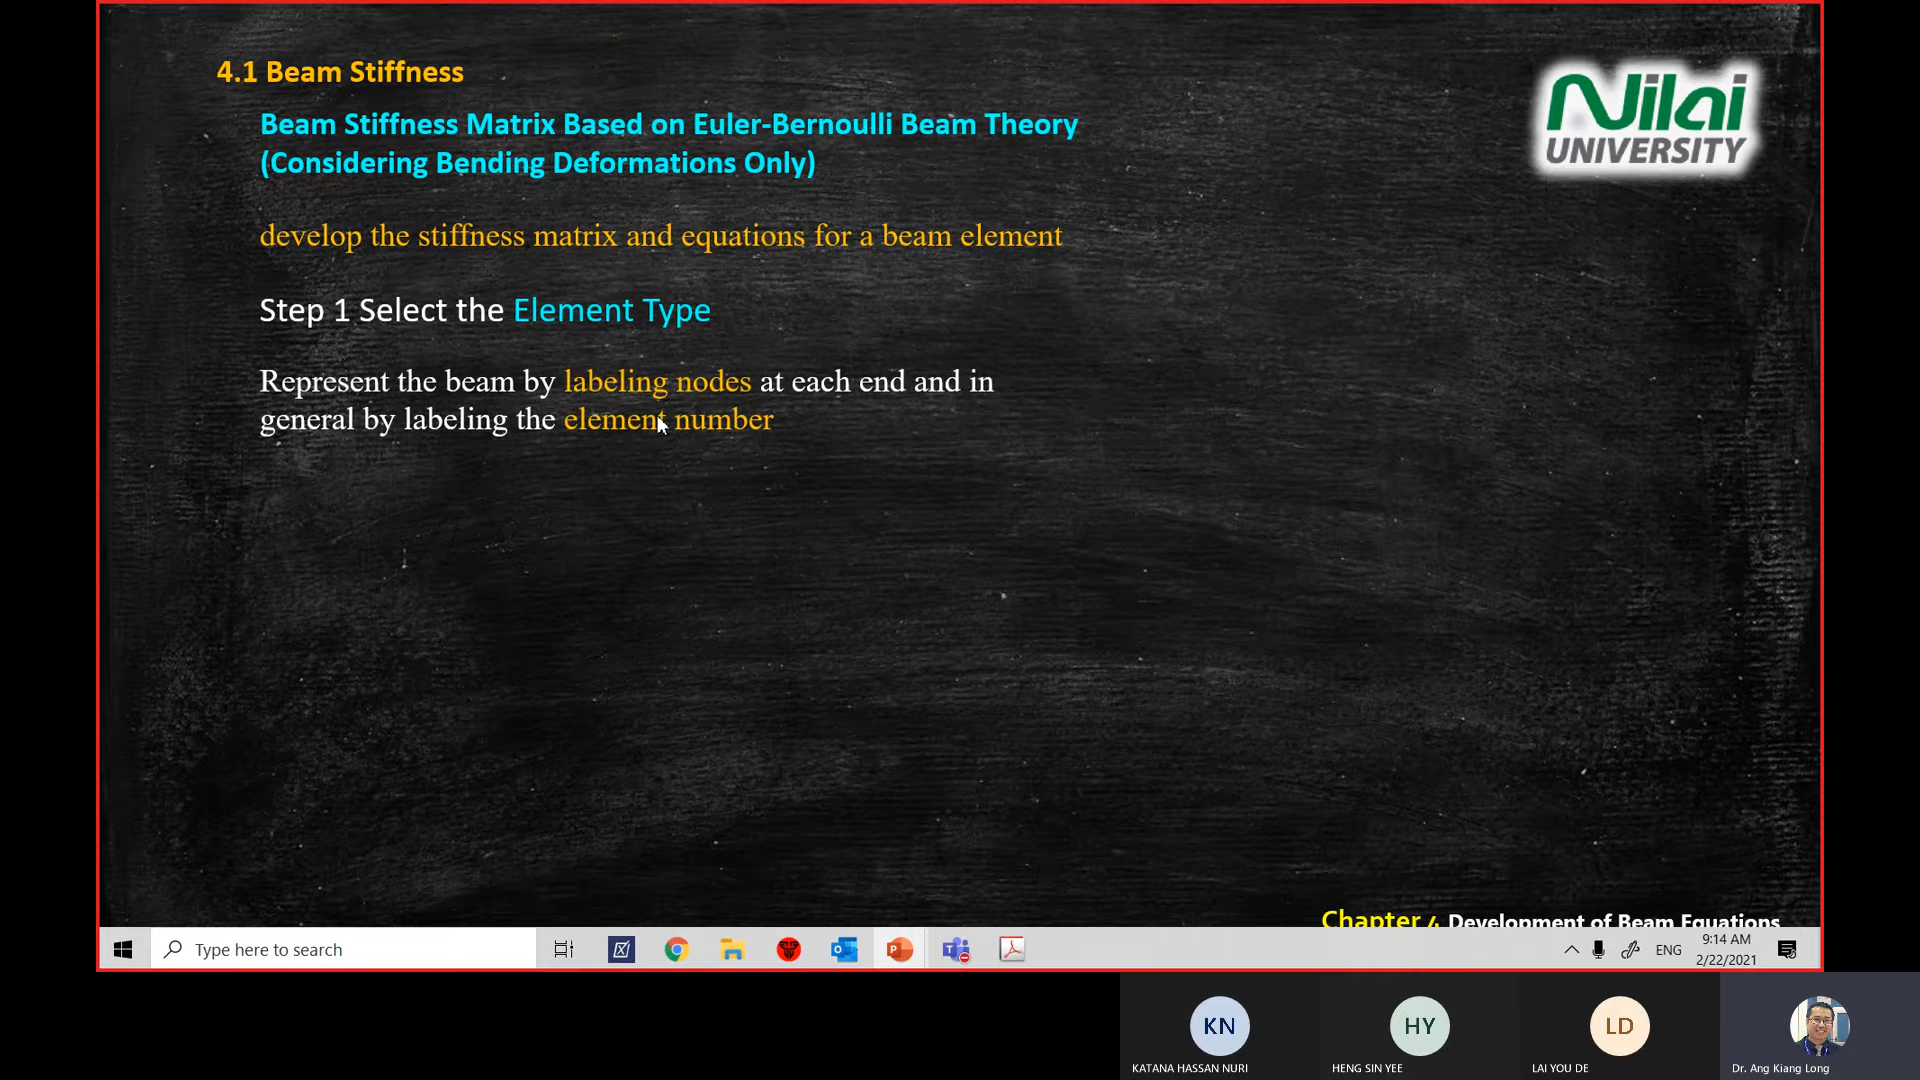 4.1 Beam Stiffness
Nilai
UNIVERSITY
Beam Stiffness Matrix Based on Euler-Bernoulli Beam Theory
(Considering Bending Deformations Only)
develop the stiffness matrix and equations for a beam element
Step 1 Select the Element Type
Represent the beam by labeling nodes at each end and in
general by labeling the element number
Chapter 4 Development of Beam Equations
Type here to search
ENG
9:14 AM
2/22/2021
KN
HY
LD
KATANA HASSAN NURI
HENG SIN YEE
LAI YOU DE
Dr. Ang Kiang Long